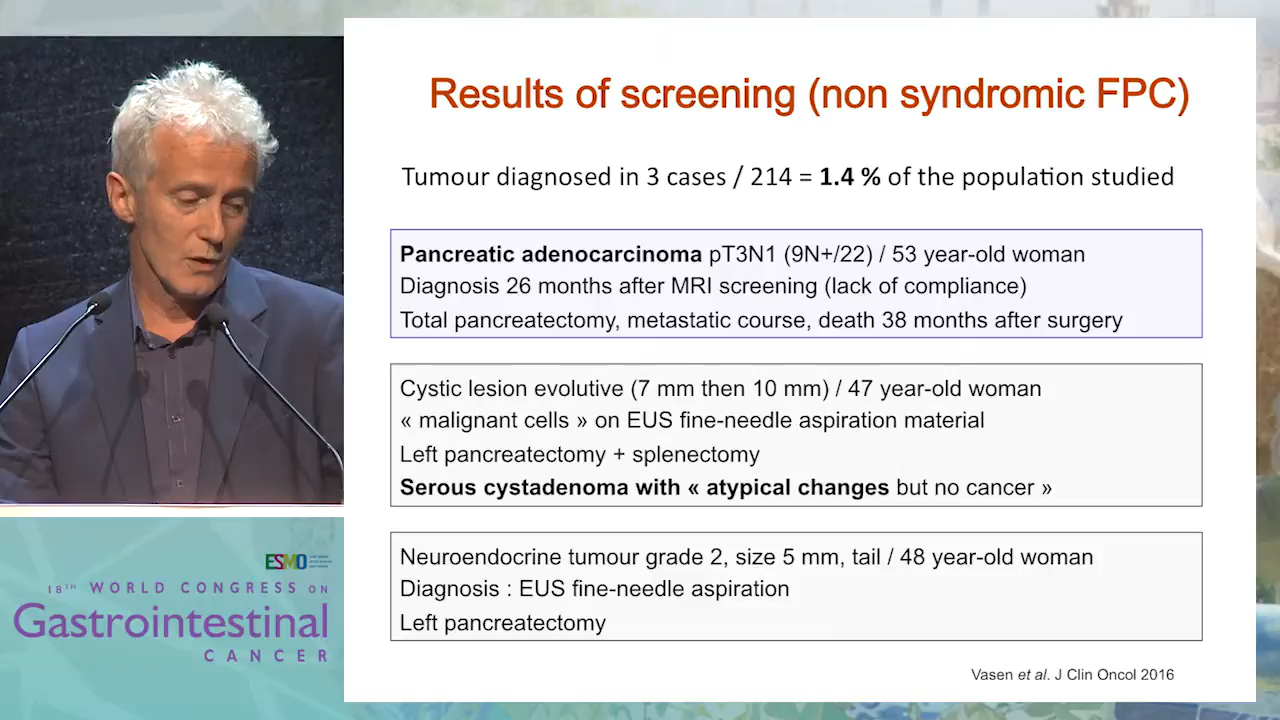 Results of screening (non syndromic FPC)
Tumour diagnosed in 3 cases / 214 = 1.4 % of the population studied
Pancreatic adenocarcinoma pT3N1 (9N+/22) / 53 year-old woman
Diagnosis 26 months after MRI screening (lack of compliance)
Total pancreatectomy, metastatic course, death 38 months after surgery
Cystic lesion evolutive (7 mm then 10 mm) / 47 year-old woman
« malignant cells » on EUS fine-needle aspiration material
Left pancreatectomy + splenectomy
Serous cystadenoma with « atypical changes but no cancer »
Neuroendocrine tumour grade 2, size 5 mm, tail / 48 year-old woman
Diagnosis : EUS fine-needle aspiration
Left pancreatectomy
Vasen et al. J Clin Oncol 2016
ESMO
18TH WORLD CONGRESS ON
Gastrointestinal
CANCER